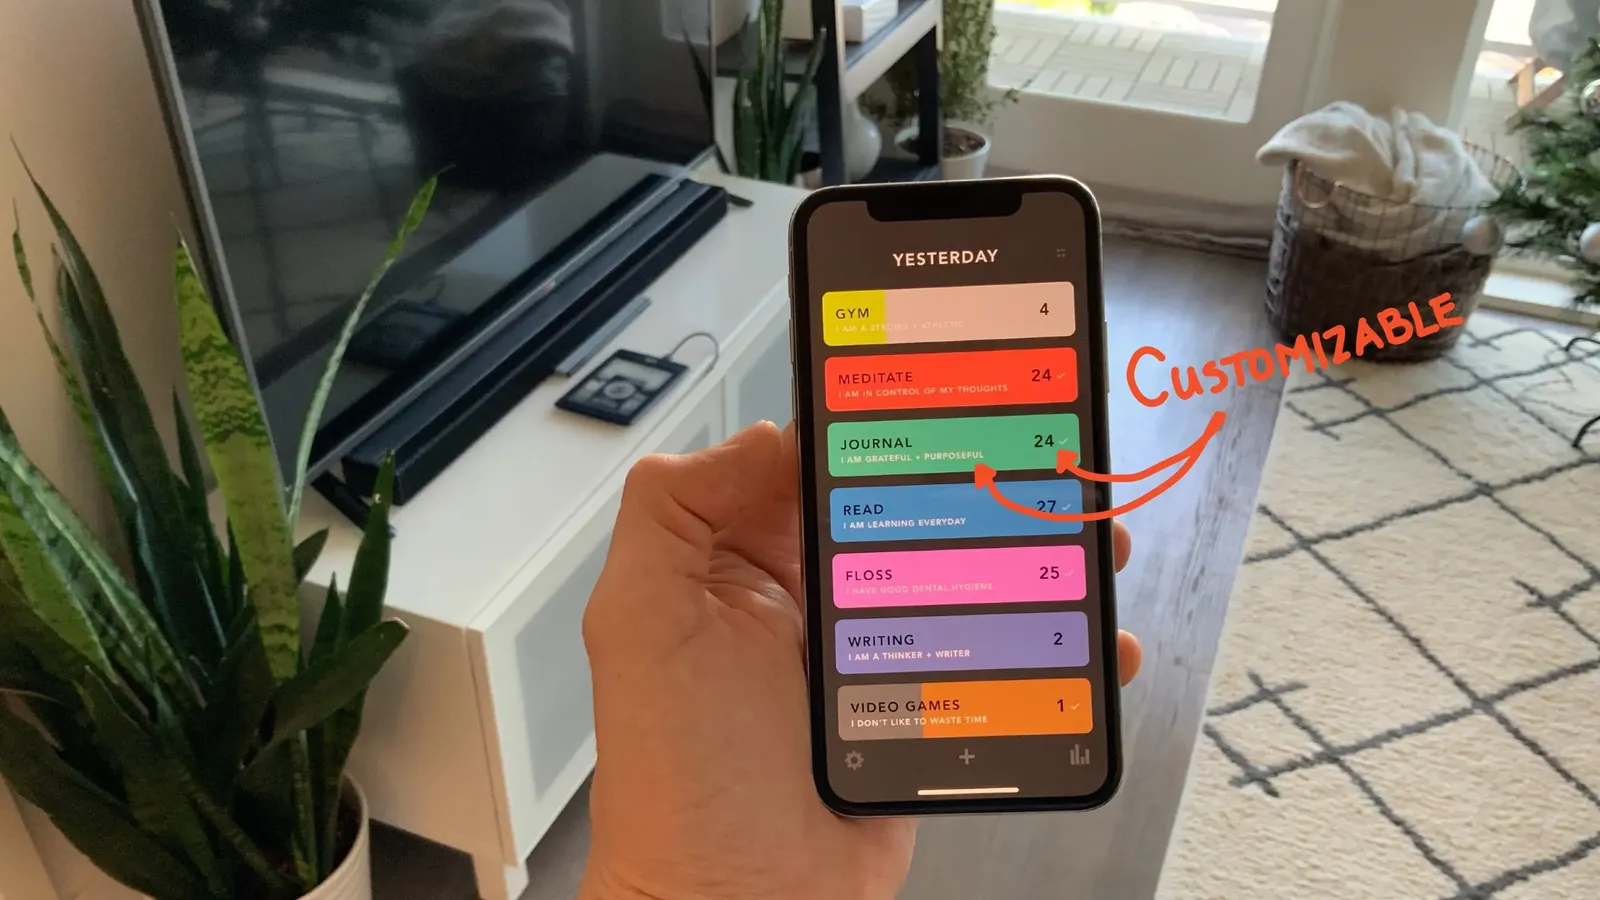 YESTERDAY
GYM 4
I AM A STRONG + ATHLETIC
MEDITATE 24
I AM IN CONTROL OF MY THOUGHTS
JOURNAL 24
I AM GRATEFUL + PURPOSEFUL
READ 27
I AM LEARNING EVERYDAY
FLOSS 25
I HAVE GOOD DENTAL HYGIENE
WRITING 2
I AM A THINKER + WRITER
VIDEO GAMES 1
I DON'T LIKE TO WASTE TIME
CUSTOMIZABLE